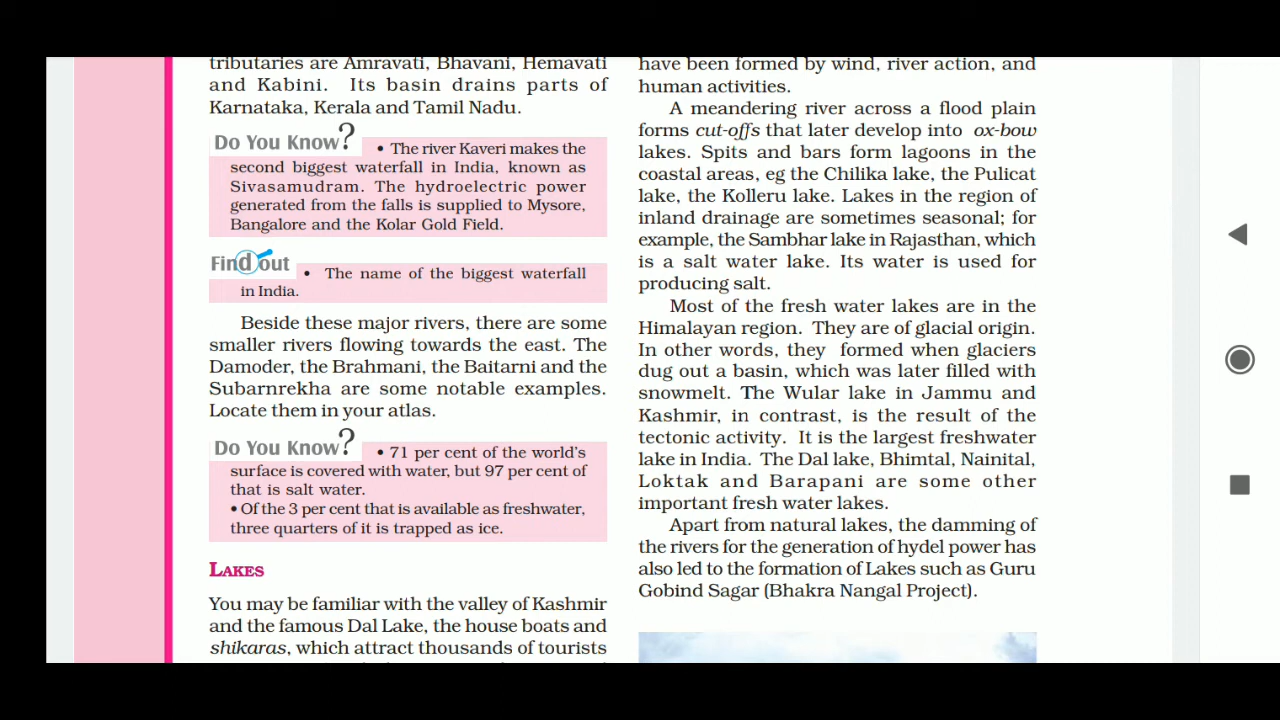 tributaries are Amravati, Bhavani, Hemavati
and Kabini. Its basin drains parts of
Karnataka, Kerala and Tamil Nadu.
Do You Know? • The river Kaveri makes the
second biggest waterfall in India, known as
Sivasamudram. The hydroelectric power
generated from the falls is supplied to Mysore,
Bangalore and the Kolar Gold Field.
Find out • The name of the biggest waterfall
in India.
Beside these major rivers, there are some
smaller rivers flowing towards the east. The
Damoder, the Brahmani, the Baitarni and the
Subarnrekha are some notable examples.
Locate them in your atlas.
Do You Know? • 71 per cent of the world's
surface is covered with water, but 97 per cent of
that is salt water.
• Of the 3 per cent that is available as freshwater,
three quarters of it is trapped as ice.
LAKES
You may be familiar with the valley of Kashmir
and the famous Dal Lake, the house boats and
shikaras, which attract thousands of tourists
have been formed by wind, river action, and
human activities.
A meandering river across a flood plain
forms cut-offs that later develop into ox-bow
lakes. Spits and bars form lagoons in the
coastal areas, eg the Chilika lake, the Pulicat
lake, the Kolleru lake. Lakes in the region of
inland drainage are sometimes seasonal; for
example, the Sambhar lake in Rajasthan, which
is a salt water lake. Its water is used for
producing salt.
Most of the fresh water lakes are in the
Himalayan region. They are of glacial origin.
In other words, they formed when glaciers
dug out a basin, which was later filled with
snowmelt. The Wular lake in Jammu and
Kashmir, in contrast, is the result of the
tectonic activity. It is the largest freshwater
lake in India. The Dal lake, Bhimtal, Nainital,
Loktak and Barapani are some other
important fresh water lakes.
Apart from natural lakes, the damming of
the rivers for the generation of hydel power has
also led to the formation of Lakes such as Guru
Gobind Sagar (Bhakra Nangal Project).